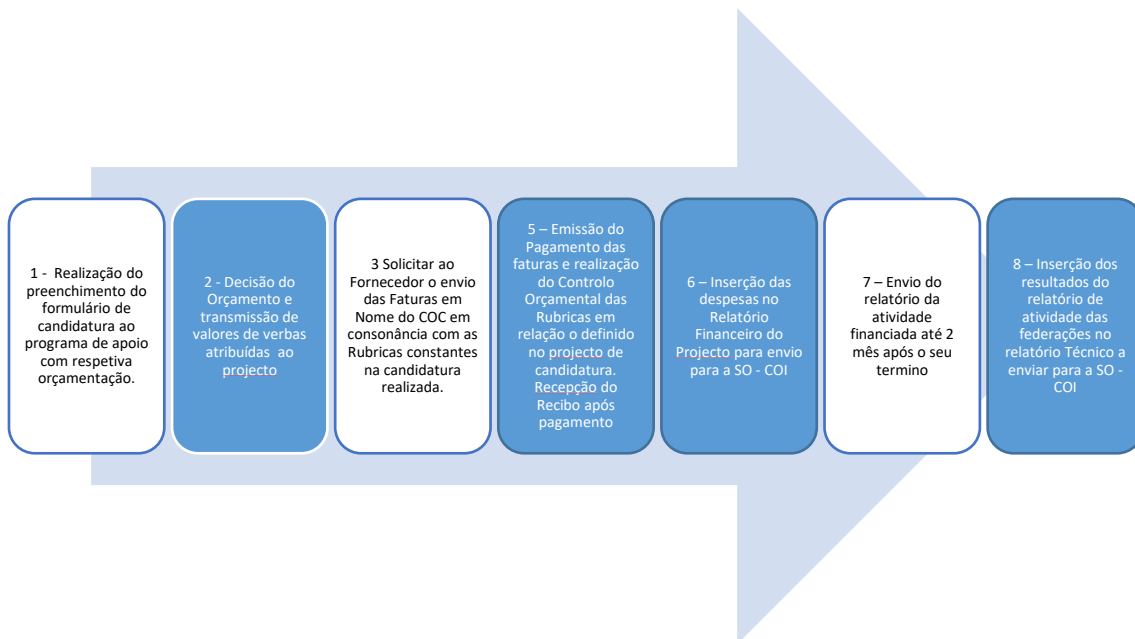 1 - Realização do
preenchimento do
formulário de
candidatura ao
programa de apoio
com respetiva
orçamentação.
2 - Decisão do
Orçamento e
transmissão de
valores de verbas
atribuídas ao
projecto
3 Solicitar ao
Fornecedor o envio
das Faturas em
Nome do COC em
consonância com as
Rubricas constantes
na candidatura
realizada.
5 – Emissão do
Pagamento das
faturas e realização
do Controlo
Orçamental das
Rubricas em
relação o definido
no projecto de
candidatura.
Recepção do
Recibo após
pagamento
6 – Inserção das
despesas no
Relatório
Financeiro do
Projecto para envio
para a SO - COI
7 – Envio do
relatório da
atividade
financiada até 2
mês após o seu
termino
8 – Inserção dos
resultados do
relatório de
atividade das
federações no
relatório Técnico a
enviar para a SO -
COI